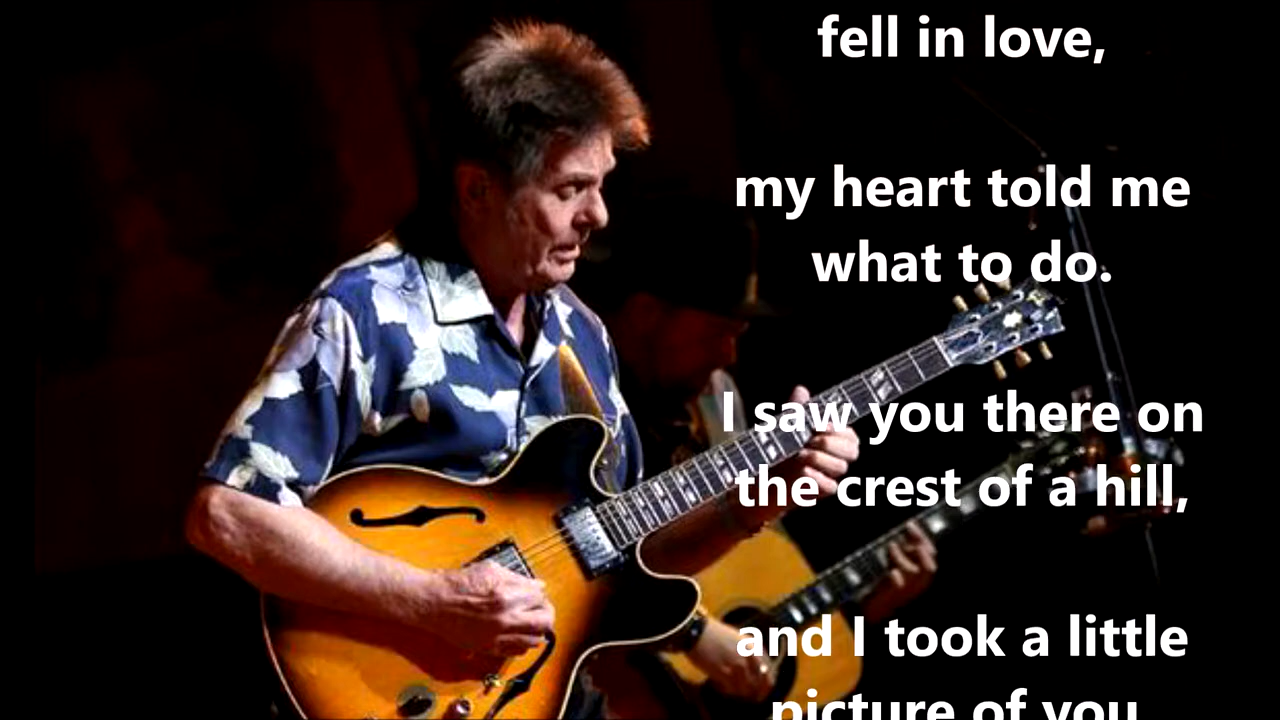 fell in love,
my heart told me
what to do.
I saw you there on
the crest of a hill,
and I took a little
picture of you